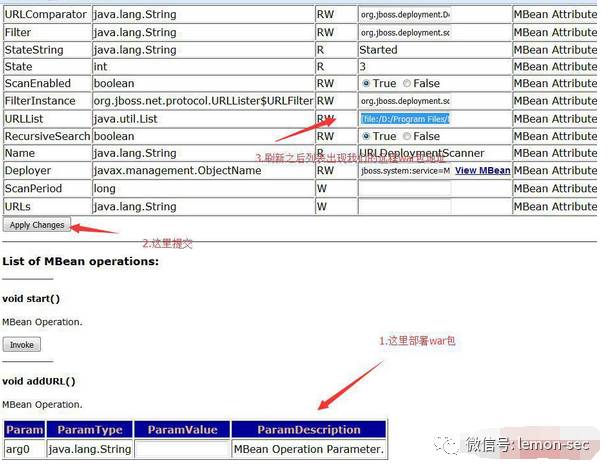 URLComparator java.lang.String RW org.jboss.deployment.De MBean Attribute
Filter java.lang.String RW org.jboss.deployment.sc MBean Attribute
StateString java.lang.String R Started MBean Attribute
State int R 3 MBean Attribute
ScanEnabled boolean RW True False MBean Attribute
FilterInstance org.jboss.net.protocol.URLLister$URLFilter RW org.jboss.deployment.sc MBean Attribute
URLList java.util.List RW file:/D:/Program Files/ MBean Attribute
RecursiveSearch boolean RW True False MBean Attribute
3.刷新之后列表出现我们的远程war包地址
Name java.lang.String R URLDeploymentScanner MBean Attribute
Deployer javax.management.ObjectName RW jboss.system:service=M View MBean MBean Attribute
ScanPeriod long W MBean Attribute
URLs java.lang.String W MBean Attribute
Apply Changes
2.这里提交
List of MBean operations:
void start()
MBean Operation.
Invoke
1.这里部署war包
void addURL()
MBean Operation.
Param ParamType ParamValue ParamDescription
arg0 java.lang.String MBean Operation Parameter.
微信号: lemon-sec